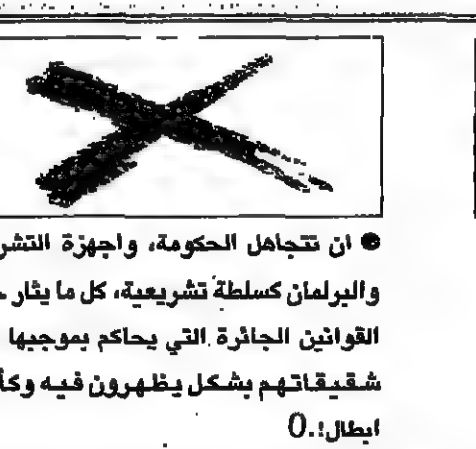 ● ان تتجاهل الحكومة، واجهزة التشر
والبرلمان كسلطة تشريعية، كل ما يثار
القوانين الجائرة التي يحاكم بموجبها
شقيقاتهم بشكل يظهرون فيه وكأ
ابطال!.O